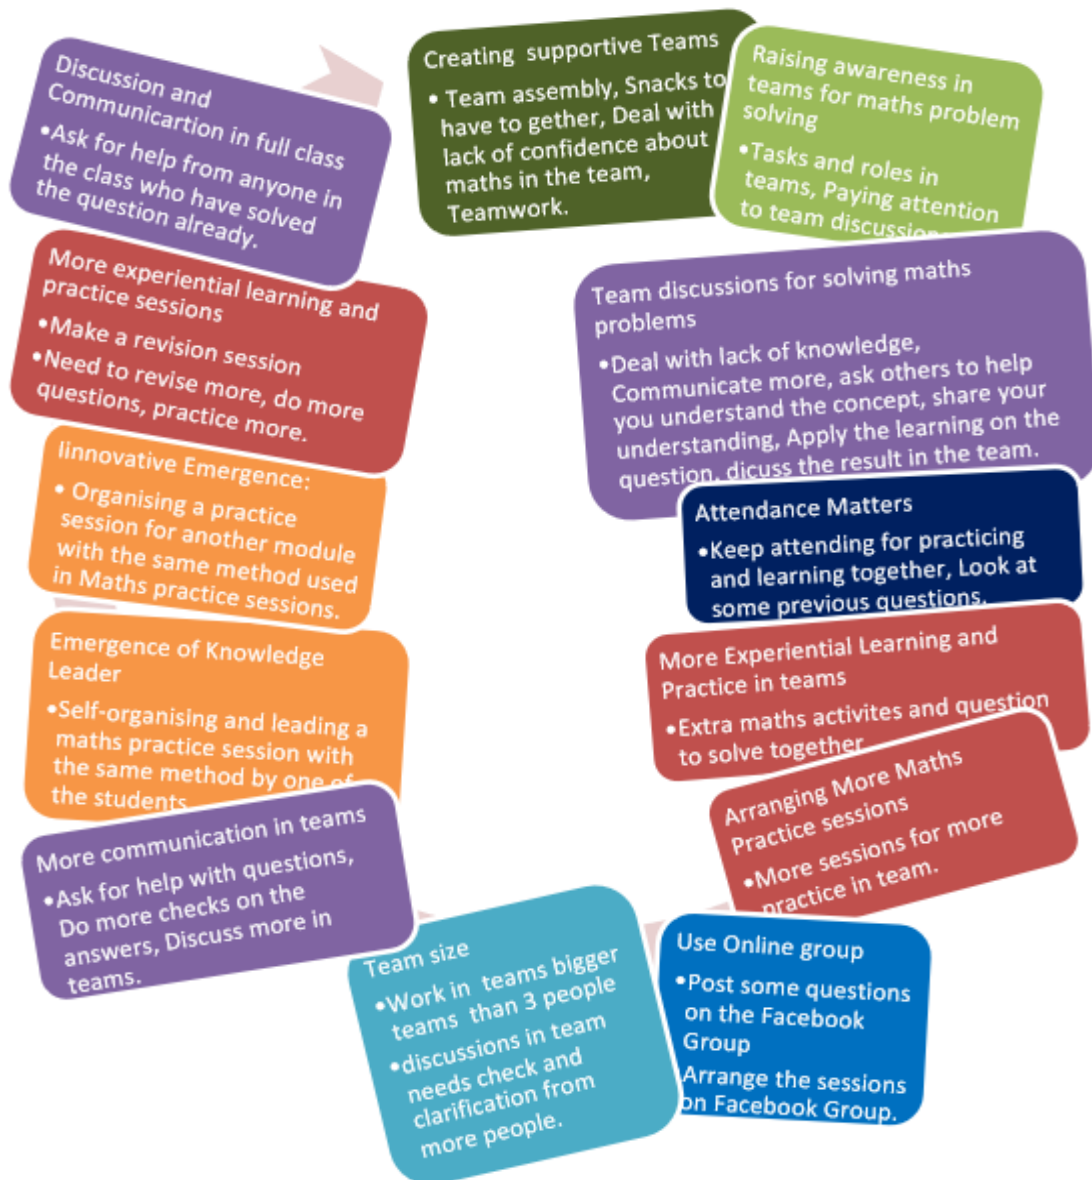 Creating supportive Teams
• Team assembly, Snacks to
have to gether, Deal with
lack of confidence about
maths in the team,
Teamwork.
Raising awareness in
teams for maths problem
solving
•Tasks and roles in
teams, Paying attention
to team discussion
Team discussions for solving maths
problems
•Deal with lack of knowledge,
Communicate more, ask others to help
you understand the concept, share your
understanding, Apply the learning on the
question, dicuss the result in the team.
Attendance Matters
•Keep attending for practicing
and learning together, Look at
some previous questions.
More Experiential Learning and
Practice in teams
•Extra maths activites and question
to solve together
Arranging More Maths
Practice sessions
•More sessions for more
practice in team.
Use Online group
•Post some questions
on the Facebook
Group
•Arrange the sessions
on Facebook Group.
Team size
•Work in teams bigger
teams than 3 people
•discussions in team
needs check and
clarification from
more people.
More communication in teams
•Ask for help with questions,
Do more checks on the
answers, Discuss more in
teams.
Emergence of Knowledge
Leader
•Self-organising and leading a
maths practice session with
the same method by one of
the students
Iinnovative Emergence:
• Organising a practice
session for another module
with the same method used
in Maths practice sessions.
More experiential learning and
practice sessions
•Make a revision session
•Need to revise more, do more
questions, practice more.
Discussion and
Communicartion in full class
•Ask for help from anyone in
the class who have solved
the question already.